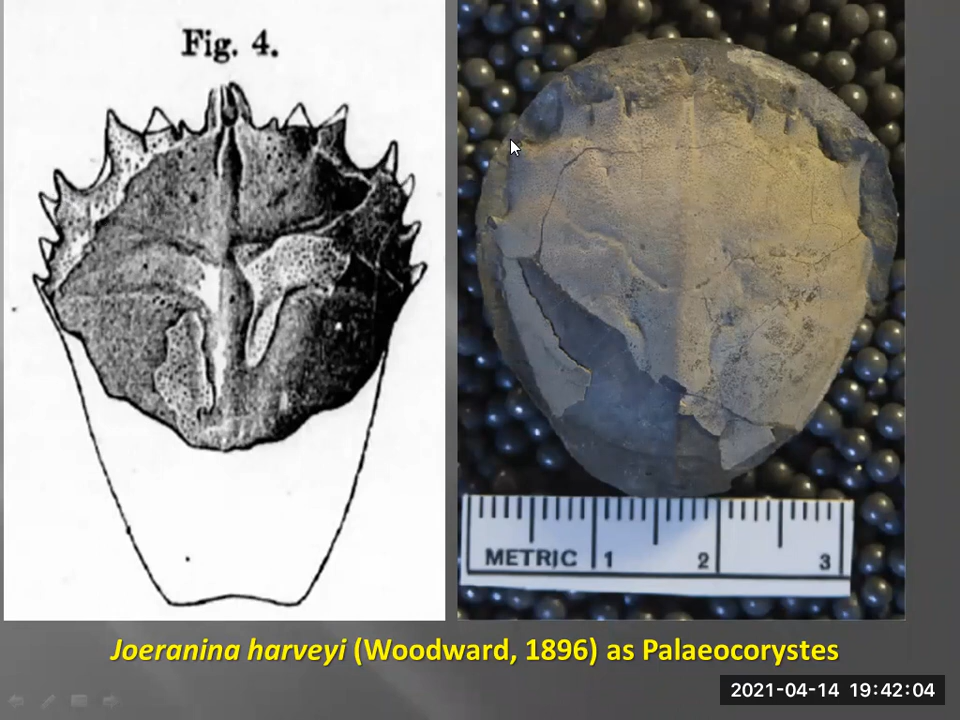 Fig. 4.
METRIC 1 2 3
Joeranina harveyi (Woodward, 1896) as Palaeocorystes
2021-04-14 19:42:04